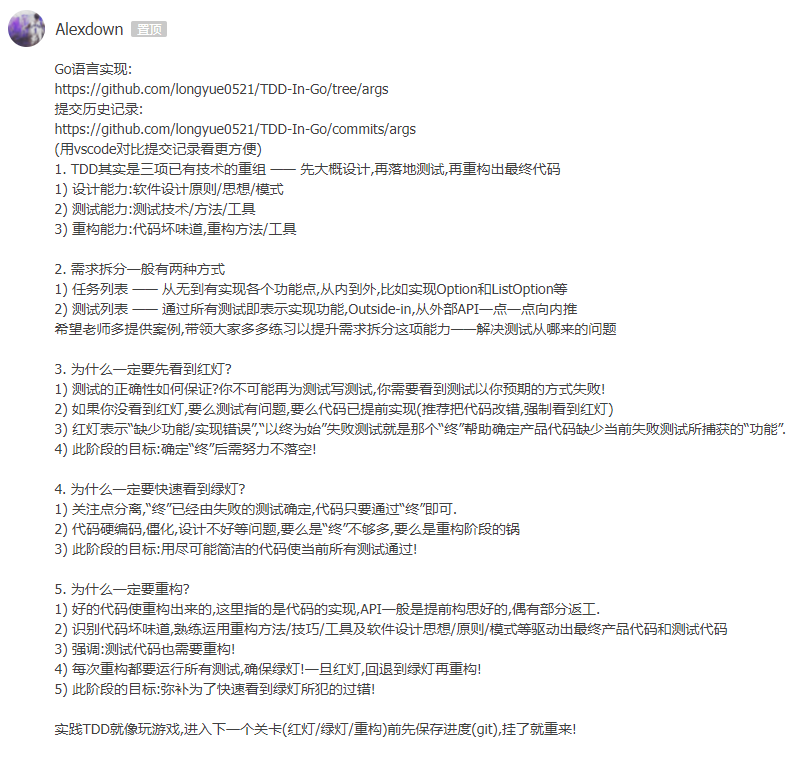 Alexdown 置顶
Go语言实现:
https://github.com/longyue0521/TDD-In-Go/tree/args
提交历史记录:
https://github.com/longyue0521/TDD-In-Go/commits/args
(用vscode对比提交记录看更方便)
1. TDD其实是三项已有技术的重组 —— 先大概设计,再落地测试,再重构出最终代码
1) 设计能力:软件设计原则/思想/模式
2) 测试能力:测试技术/方法/工具
3) 重构能力:代码坏味道,重构方法/工具
2. 需求拆分一般有两种方式
1) 任务列表 —— 从无到有实现各个功能点,从内到外,比如实现Option和ListOption等
2) 测试列表 —— 通过所有测试即表示实现功能,Outside-in,从外部API一点一点向内推
希望老师多提供案例,带领大家多多练习以提升需求拆分这项能力——解决测试从哪来的问题
3. 为什么一定要先看到红灯?
1) 测试的正确性如何保证?你不可能再为测试写测试,你需要看到测试以你预期的方式失败!
2) 如果你没看到红灯,要么测试有问题,要么代码已提前实现(推荐把代码改错,强制看到红灯)
3) 红灯表示“缺少功能/实现错误”,“以终为始”失败测试就是那个“终”帮助确定产品代码缺少当前失败测试所捕获的“功能”.
4) 此阶段的目标:确定“终”后需努力不落空!
4. 为什么一定要快速看到绿灯?
1) 关注点分离,“终”已经由失败的测试确定,代码只要通过“终”即可.
2) 代码硬编码,僵化,设计不好等问题,要么是“终”不够多,要么是重构阶段的锅
3) 此阶段的目标:用尽可能简洁的代码使当前所有测试通过!
5. 为什么一定要重构?
1) 好的代码使重构出来的,这里指的是代码的实现,API一般是提前构思好的,偶有部分返工.
2) 识别代码坏味道,熟练运用重构方法/技巧/工具及软件设计思想/原则/模式等驱动出最终产品代码和测试代码
3) 强调:测试代码也需要重构!
4) 每次重构都要运行所有测试,确保绿灯!一旦红灯,回退到绿灯再重构!
5) 此阶段的目标:弥补为了快速看到绿灯所犯的过错!
实践TDD就像玩游戏,进入下一个关卡(红灯/绿灯/重构)前先保存进度(git),挂了就重来!